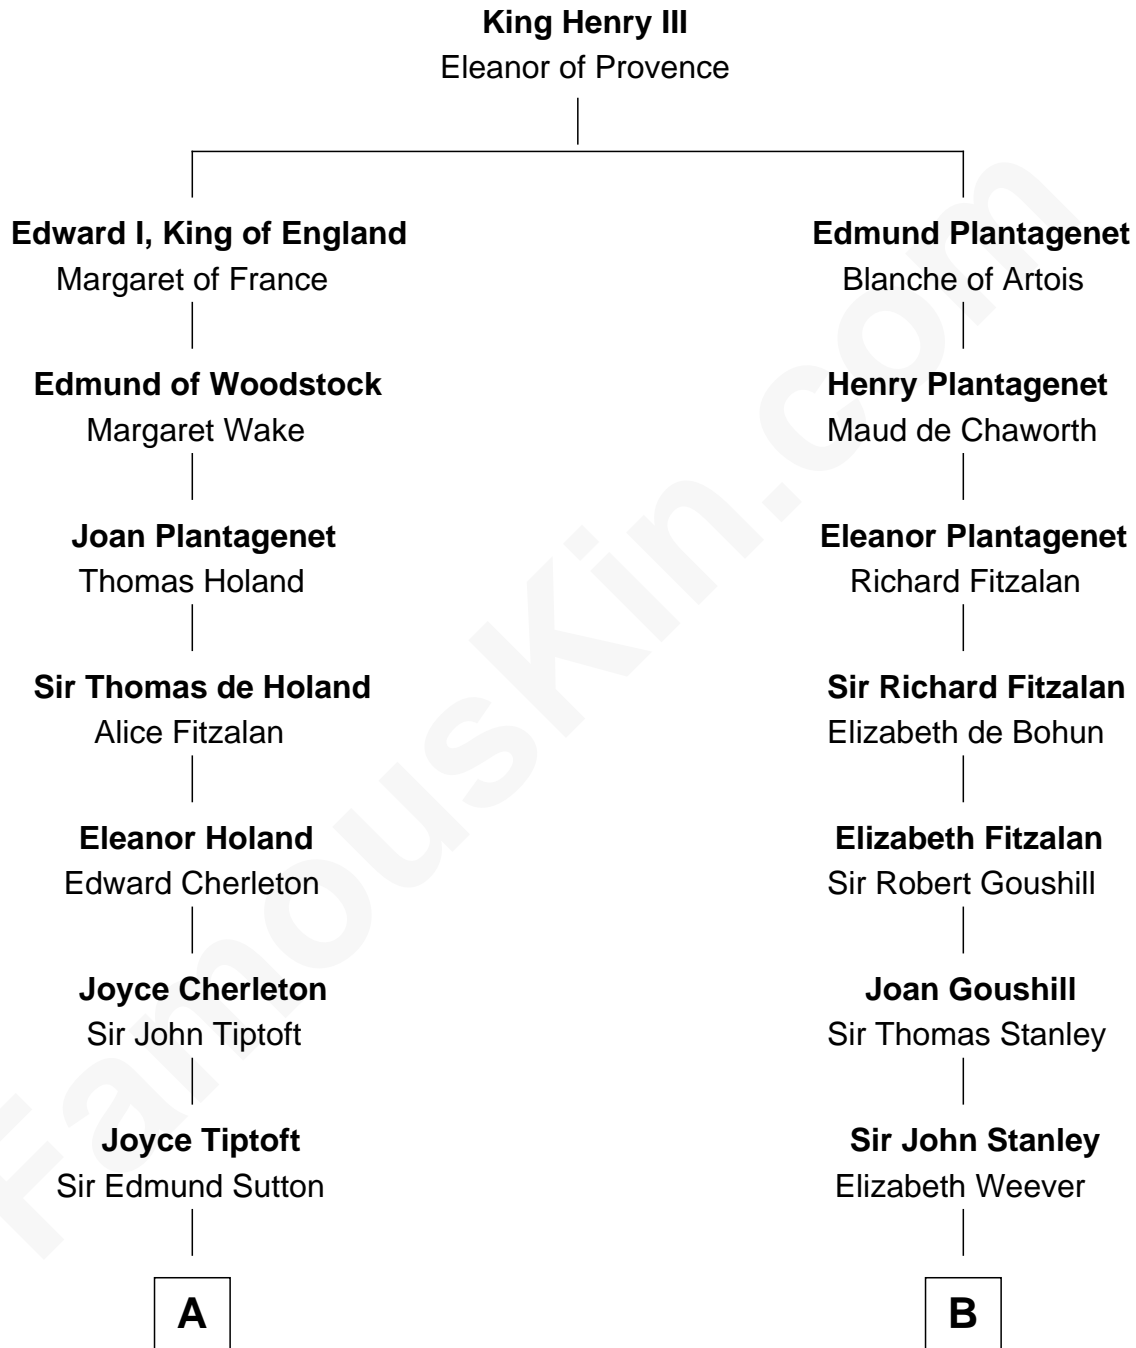 King Henry III
Eleanor of Provence
Edward I, King of England
Margaret of France
Edmund of Woodstock
Margaret Wake
Joan Plantagenet
Thomas Holand
Sir Thomas de Holand
Alice Fitzalan
Eleanor Holand
Edward Cherleton
Joyce Cherleton
Sir John Tiptoft
Joyce Tiptoft
Sir Edmund Sutton
A
Edmund Plantagenet
Blanche of Artois
Henry Plantagenet
Maud de Chaworth
Eleanor Plantagenet
Richard Fitzalan
Sir Richard Fitzalan
Elizabeth de Bohun
Elizabeth Fitzalan
Sir Robert Goushill
Joan Goushill
Sir Thomas Stanley
Sir John Stanley
Elizabeth Weever
B
FamousKin.com